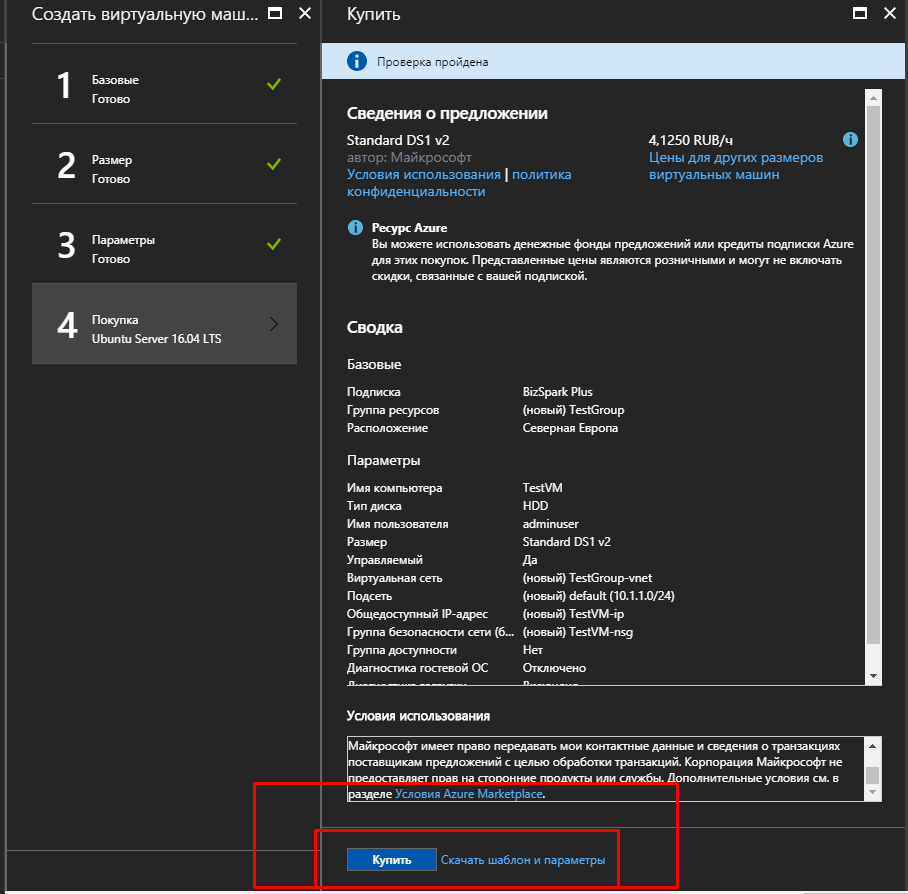 Создать виртуальную маш...
1
Базовые
Готово
2
Размер
Готово
3
Параметры
Готово
4
Покупка
Ubuntu Server 16.04 LTS
Купить
Проверка пройдена
Сведения о предложении
Standard DS1 v2
автор: Майкрософт
Условия использования | политика
конфиденциальности
4,1250 RUB/ч
Цены для других размеров
виртуальных машин
Ресурс Azure
Вы можете использовать денежные фонды предложений или кредиты подписки Azure
для этих покупок. Представленные цены являются розничными и могут не включать
скидки, связанные с вашей подпиской.
Сводка
Базовые
Подписка BizSpark Plus
Группа ресурсов (новый) TestGroup
Расположение Северная Европа
Параметры
Имя компьютера TestVM
Тип диска HDD
Имя пользователя adminuser
Размер Standard DS1 v2
Управляемый Да
Виртуальная сеть (новый) TestGroup-vnet
Подсеть (новый) default (10.1.1.0/24)
Общедоступный IP-адрес (новый) TestVM-ip
Группа безопасности сети (б... (новый) TestVM-nsg
Группа доступности Нет
Диагностика гостевой ОС Отключено
Условия использования
Майкрософт имеет право передавать мои контактные данные и сведения о транзакциях
поставщикам предложений с целью обработки транзакций. Корпорация Майкрософт не
предоставляет прав на сторонние продукты или службы. Дополнительные условия см. в
разделе Условия Azure Marketplace.
Купить Скачать шаблон и параметры